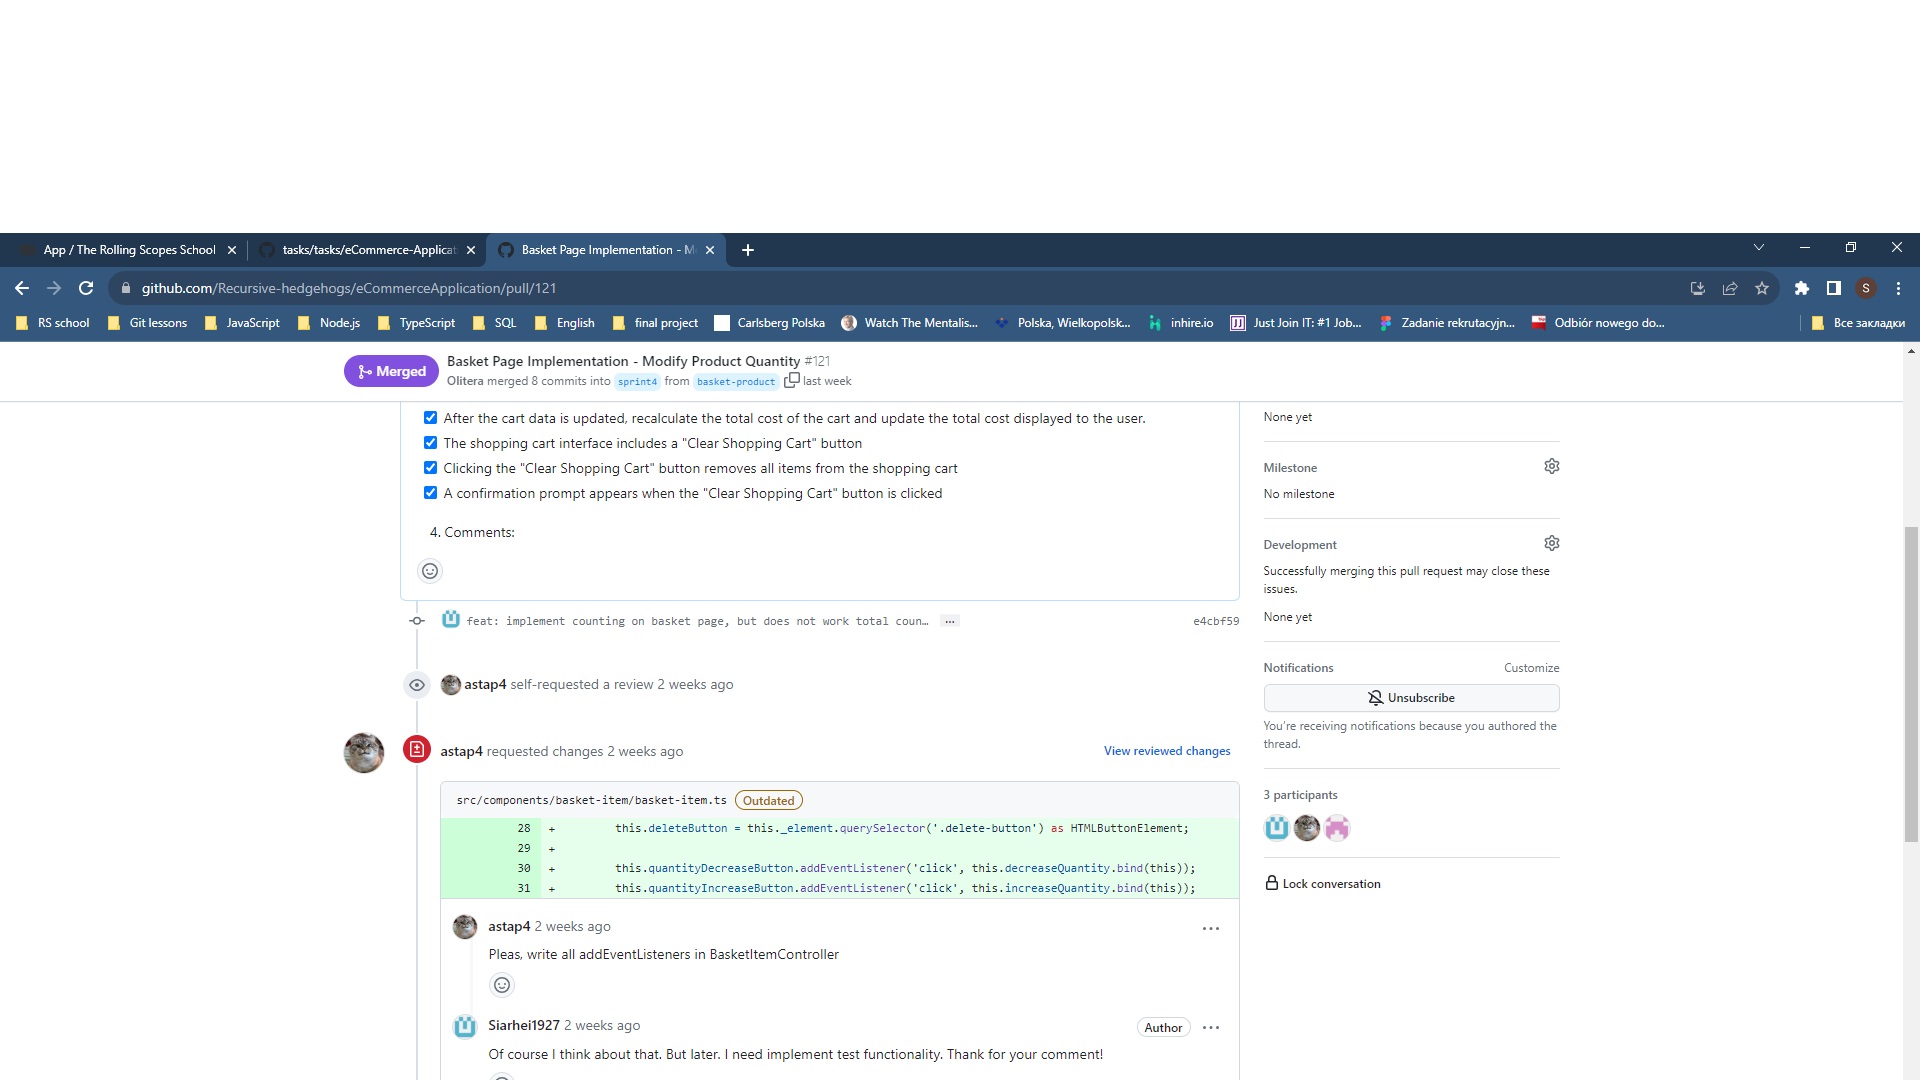 App / The Rolling Scopes School
tasks/tasks/eCommerce-Applicat
Basket Page Implementation - M
github.com/Recursive-hedgehogs/eCommerceApplication/pull/121
S
RS school
Git lessons
JavaScript
Node.js
TypeScript
SQL
English
final project
Carlsberg Polska
Watch The Mentalis...
Polska, Wielkopolsk...
inhire.io
Just Join IT: #1 Job...
Zadanie rekrutacyjn...
Odbiór nowego do...
Все закладки
Merged
Basket Page Implementation - Modify Product Quantity #121
Olitera merged 8 commits into sprint4 from basket-product last week
After the cart data is updated, recalculate the total cost of the cart and update the total cost displayed to the user.
The shopping cart interface includes a "Clear Shopping Cart" button
Clicking the "Clear Shopping Cart" button removes all items from the shopping cart
A confirmation prompt appears when the "Clear Shopping Cart" button is clicked
4. Comments:
feat: implement counting on basket page, but does not work total coun… ... e4cbf59
astap4 self-requested a review 2 weeks ago
astap4 requested changes 2 weeks ago
View reviewed changes
src/components/basket-item/basket-item.ts Outdated
28 + this.deleteButton = this._element.querySelector('.delete-button') as HTMLButtonElement;
29 +
30 + this.quantityDecreaseButton.addEventListener('click', this.decreaseQuantity.bind(this));
31 + this.quantityIncreaseButton.addEventListener('click', this.increaseQuantity.bind(this));
astap4 2 weeks ago
Pleas, write all addEventListeners in BasketItemController
Siarhei1927 2 weeks ago
Author
Of course I think about that. But later. I need implement test functionality. Thank for your comment!
None yet
Milestone
No milestone
Development
Successfully merging this pull request may close these
issues.
None yet
Notifications
Customize
Unsubscribe
You're receiving notifications because you authored the
thread.
3 participants
Lock conversation